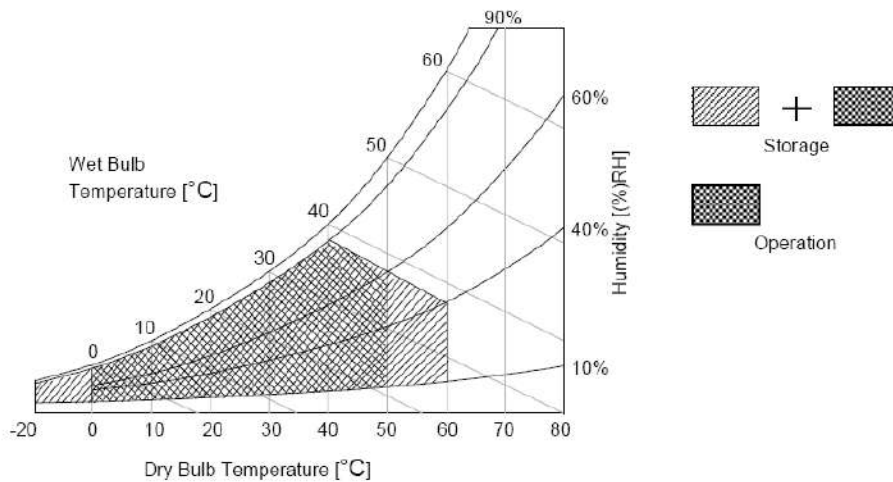 90%
60
60%
50
Wet Bulb
Temperature [°C]
40
30
20
10
0
40%
10%
Humidity [(%)RH]
-20 0 10 20 30 40 50 60 70 80
Dry Bulb Temperature [°C]
+
Storage
Operation